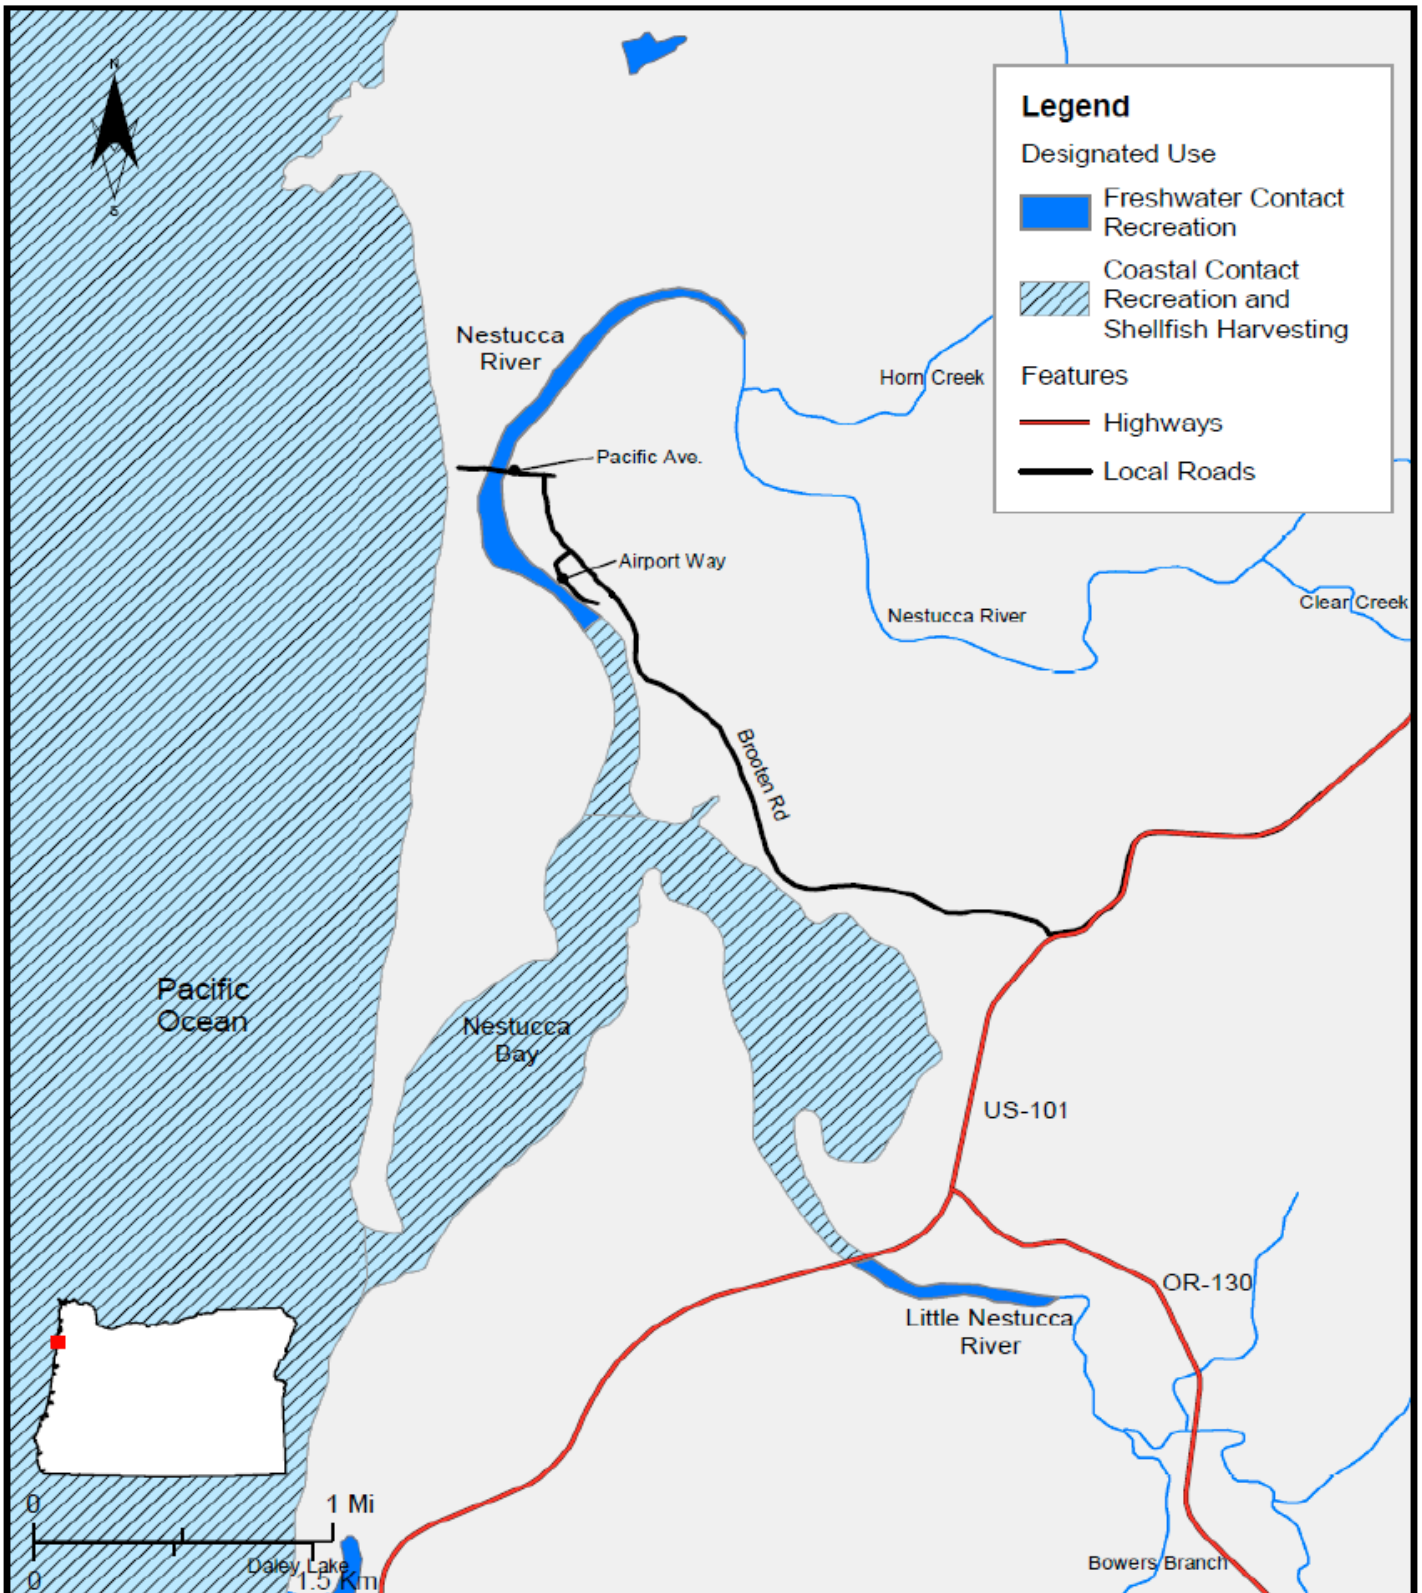 N
S
Legend
Designated Use
Freshwater Contact
Recreation
Coastal Contact
Recreation and
Shellfish Harvesting
Features
Highways
Local Roads
Nestucca
River
Horn Creek
Pacific Ave.
Airport Way
Clear Creek
Nestucca River
Brooten Rd
Pacific
Ocean
Nestucca
Bay
US-101
OR-130
Little Nestucca
River
0
1 Mi
Daley Lake
0
1.5 Km
Bowers Branch